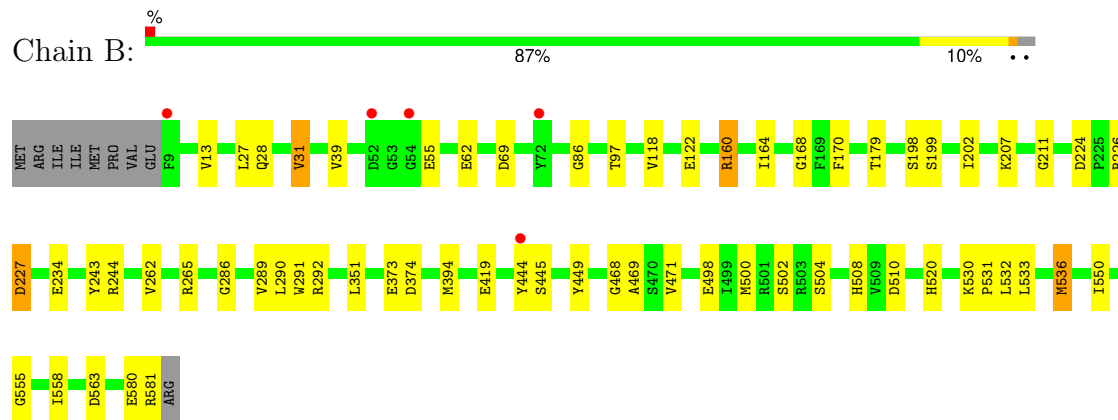 %
Chain B:
87% 10% • •
MET ARG ILE ILE MET PRO VAL GLU F9 V13 L27 Q28 V31 V39 D52 G53 G54 E55 E62 D69 Y72 G86 T97 V118 E122 R160 I164 G168 F169 F170 T179 S198 S199 I202 K207 G211 D224 P225
D227 E234 Y243 R244 V262 R265 G286 V289 L290 W291 R292 L351 E373 D374 M394 E419 Y444 S445 Y449 G468 A469 S470 V471 E498 I499 M500 R501 S502 R503 S504 H508 V509 D510 H520 K530 P531 L532 L533 M536 I550
G555 I558 D563 E580 R581 ARG